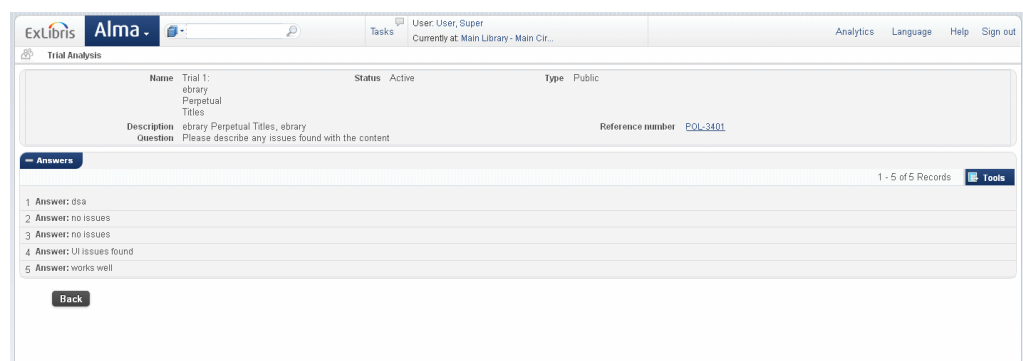 ExLibris Alma Tasks User: User, Super Analytics Language Help Sign out
Currently at: Main Library - Main Cir...
Trial Analysis
Name Trial 1: Status Active Type Public
ebrary
Perpetual
Titles
Description ebrary Perpetual Titles, ebrary Reference number POL-3401
Question Please describe any issues found with the content
Answers
1 - 5 of 5 Records Tools
1 Answer: dsa
2 Answer: no issues
3 Answer: no issues
4 Answer: UI issues found
5 Answer: works well
Back